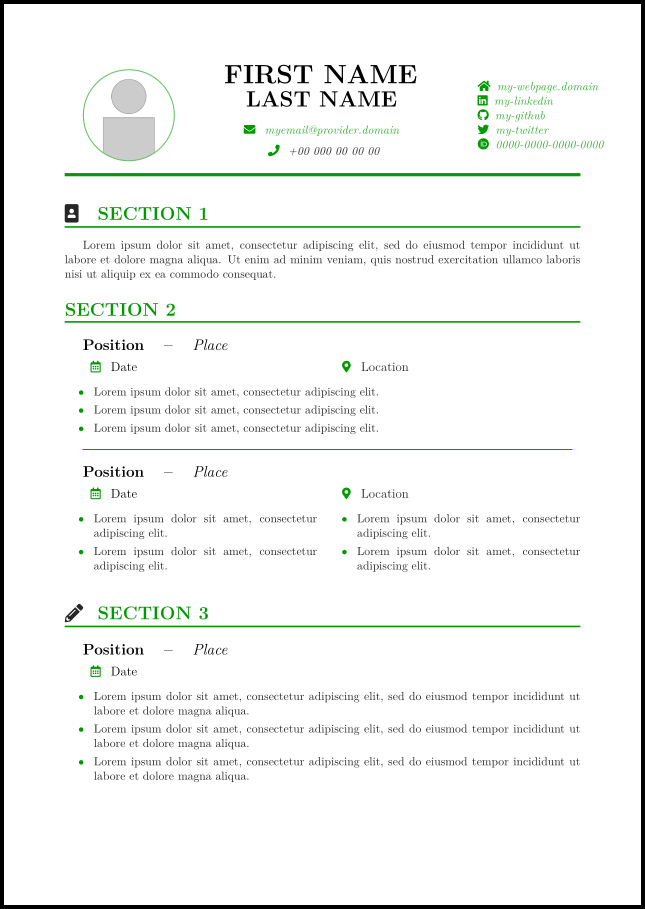 FIRST NAME
LAST NAME
myemail@provider.domain
+00 000 00 00 00
my-webpage.domain
my-linkedin
my-github
my-twitter
0000-0000-0000-0000
SECTION 1
Lorem ipsum dolor sit amet, consectetur adipiscing elit, sed do eiusmod tempor incididunt ut
labore et dolore magna aliqua. Ut enim ad minim veniam, quis nostrud exercitation ullamco laboris
nisi ut aliquip ex ea commodo consequat.
SECTION 2
Position – Place
Date Location
• Lorem ipsum dolor sit amet, consectetur adipiscing elit.
• Lorem ipsum dolor sit amet, consectetur adipiscing elit.
• Lorem ipsum dolor sit amet, consectetur adipiscing elit.
Position – Place
Date Location
• Lorem ipsum dolor sit amet, consectetur
adipiscing elit.
• Lorem ipsum dolor sit amet, consectetur
adipiscing elit.
• Lorem ipsum dolor sit amet, consectetur
adipiscing elit.
• Lorem ipsum dolor sit amet, consectetur
adipiscing elit.
SECTION 3
Position – Place
Date
• Lorem ipsum dolor sit amet, consectetur adipiscing elit, sed do eiusmod tempor incididunt ut
labore et dolore magna aliqua.
• Lorem ipsum dolor sit amet, consectetur adipiscing elit, sed do eiusmod tempor incididunt ut
labore et dolore magna aliqua.
• Lorem ipsum dolor sit amet, consectetur adipiscing elit, sed do eiusmod tempor incididunt ut
labore et dolore magna aliqua.